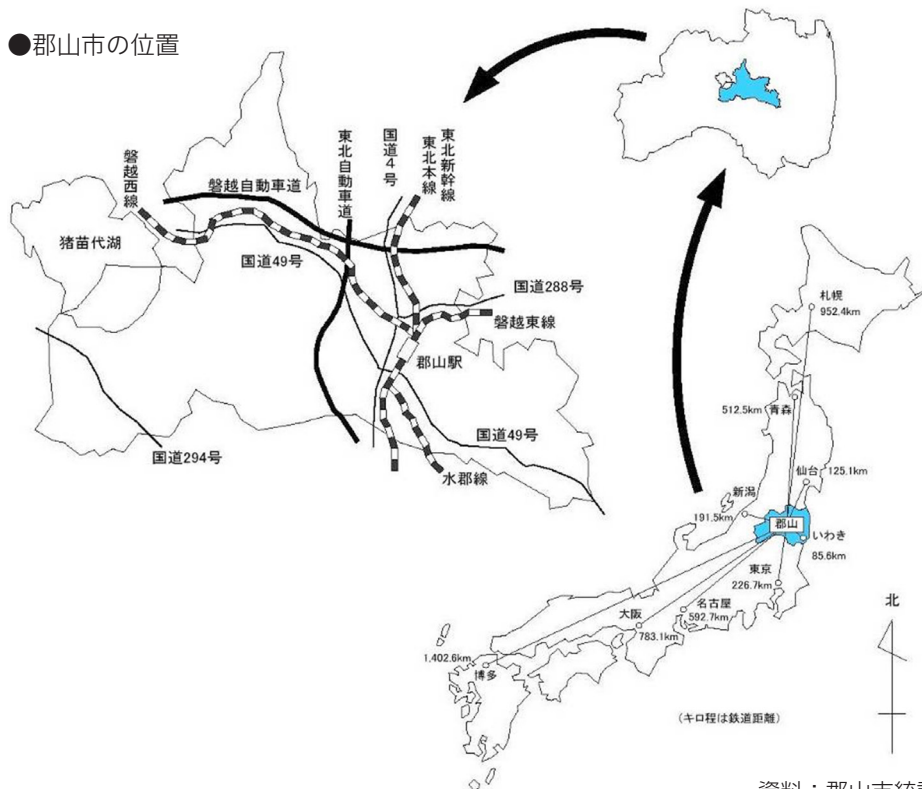 ●郡山市の位置
磐越西線
磐越自動車道
東北自動車道
国道4号
東北本線
東北新幹線
猪苗代湖
国道49号
国道288号
磐越東線
郡山駅
国道294号
国道49号
水郡線
札幌
952.4km
512.5km 青森
仙台 125.1km
新潟
191.5km
郡山
いわき
85.6km
東京
226.7km
名古屋
592.7km
大阪
783.1km
1,402.6km
博多
北
(キロ程は鉄道距離)
資料:郡山市統